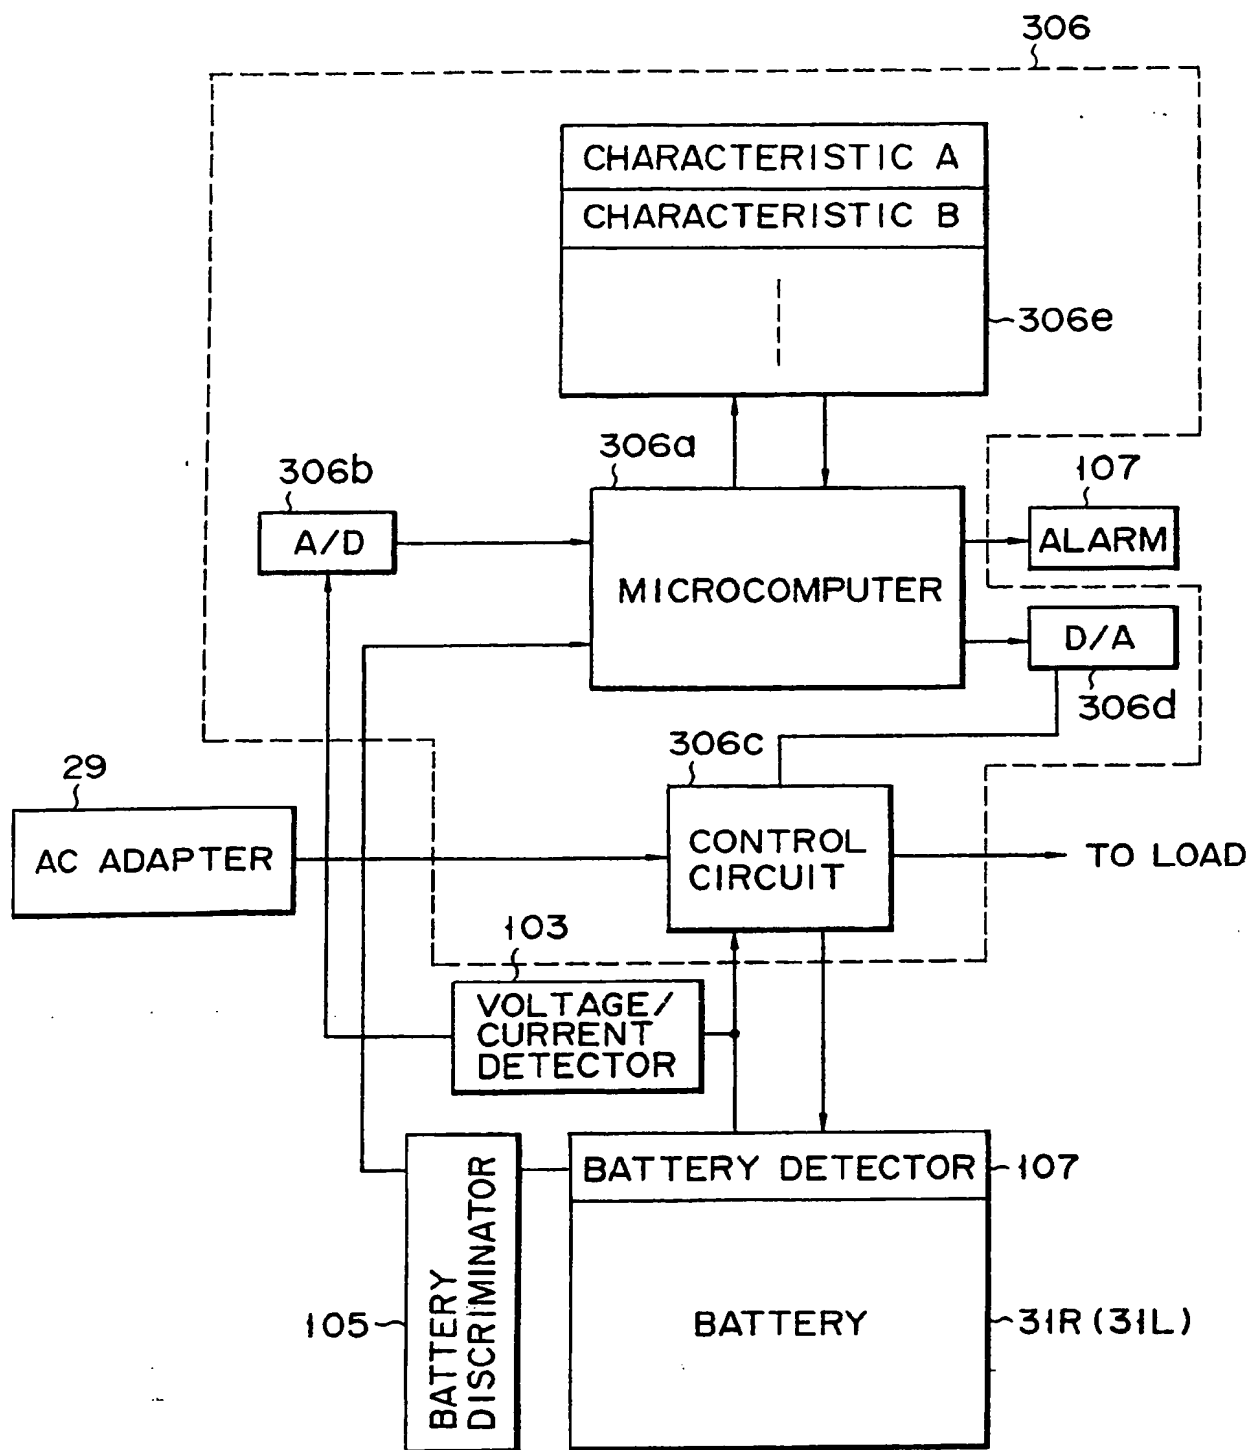 306
CHARACTERISTIC A
CHARACTERISTIC B
306e
306a
306b
107
A/D
ALARM
MICROCOMPUTER
D/A
306d
306c
29
AC ADAPTER
CONTROL
CIRCUIT
TO LOAD
103
VOLTAGE/
CURRENT
DETECTOR
BATTERY DETECTOR
107
BATTERY
DISCRIMINATOR
105
BATTERY
31R (31L)